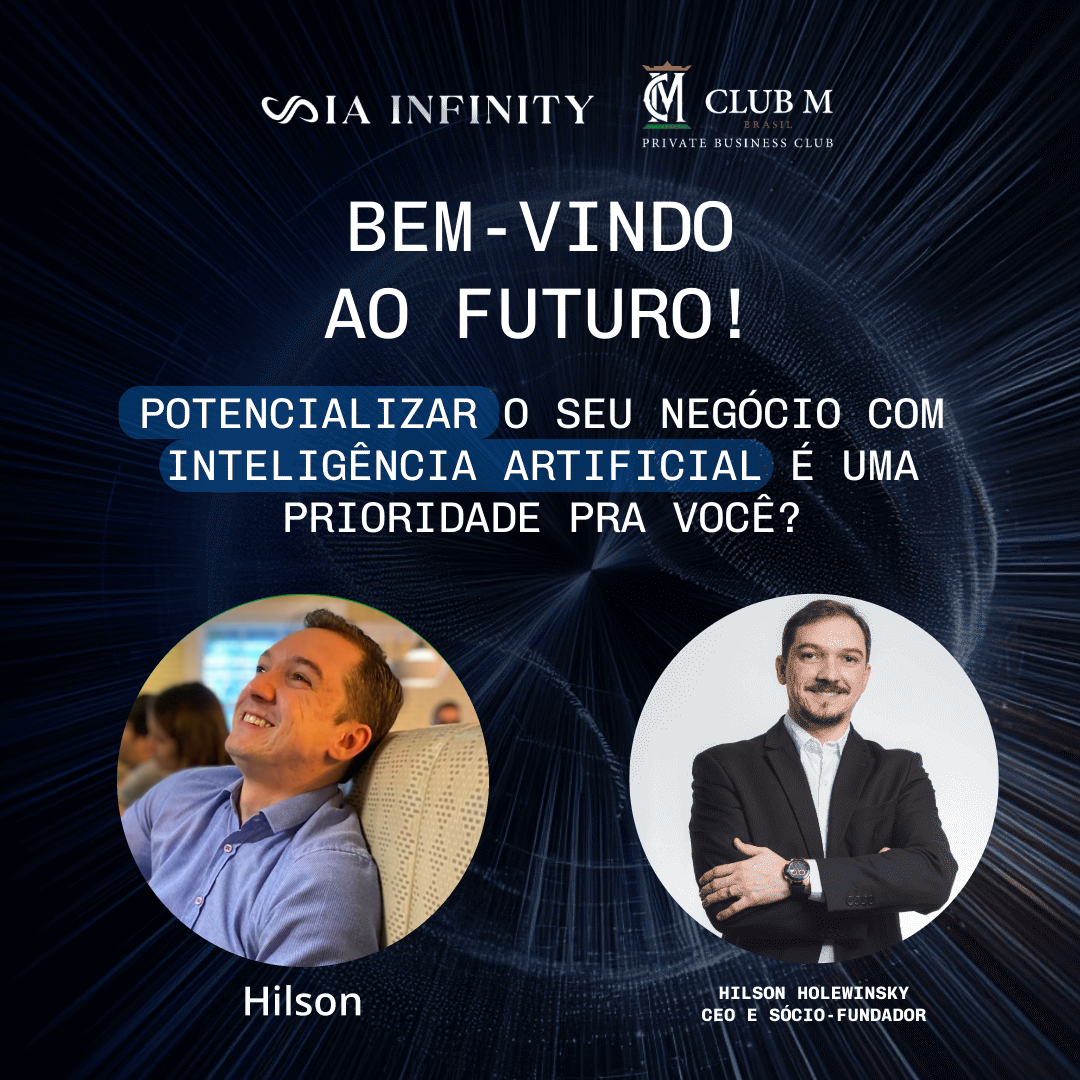 IA INFINITY
CM CLUB M
BRASIL
PRIVATE BUSINESS CLUB
BEM-VINDO
AO FUTURO!
POTENCIALIZAR O SEU NEGÓCIO COM
INTELIGÊNCIA ARTIFICIAL É UMA
PRIORIDADE PRA VOCÊ?
Hilson
HILSON HOLEWINSKY
CEO E SÓCIO-FUNDADOR